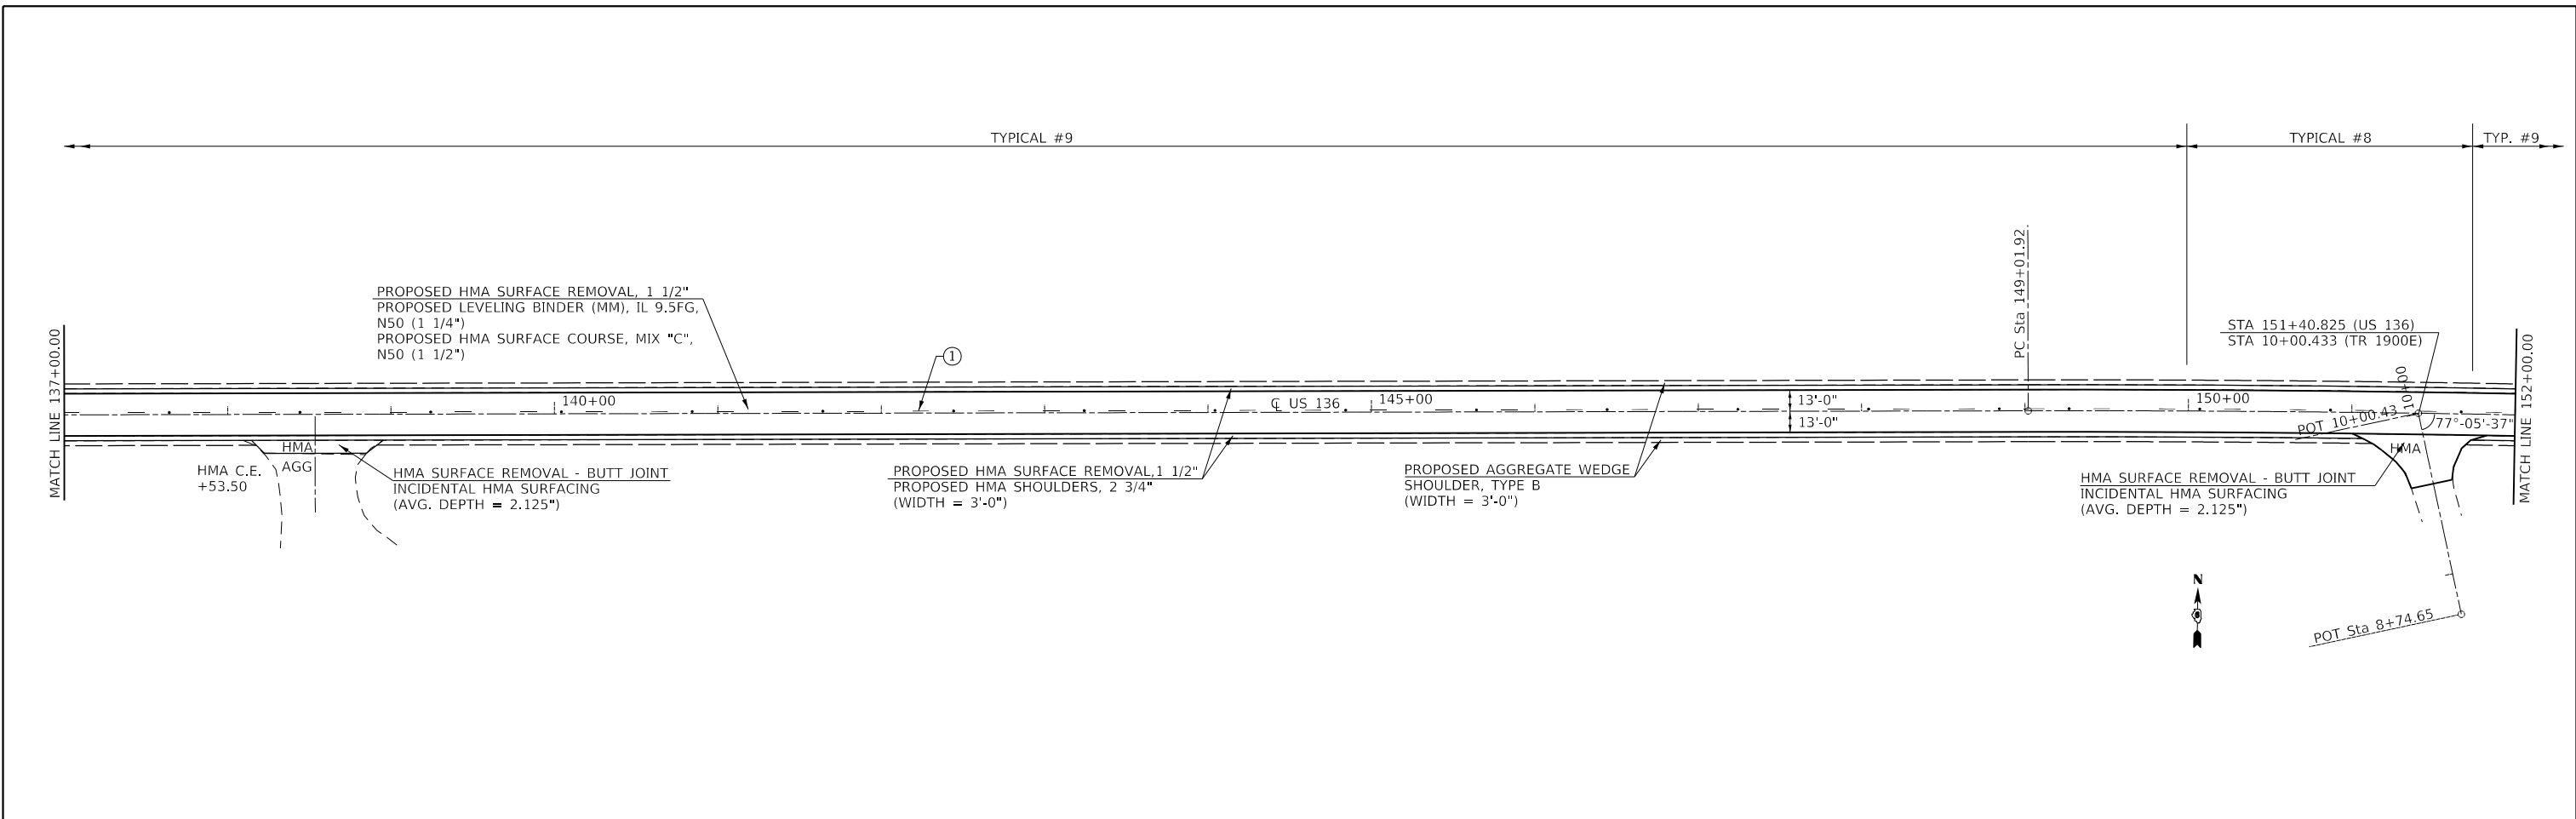 TYPICAL #9
TYPICAL #8
TYP. #9
MATCH LINE 137+00.00
PROPOSED HMA SURFACE REMOVAL, 1 1/2"
PROPOSED LEVELING BINDER (MM), IL 9.5FG,
N50 (1 1/4")
PROPOSED HMA SURFACE COURSE, MIX "C",
N50 (1 1/2")
1
PC Sta 149+01.92
STA 151+40.825 (US 136)
STA 10+00.433 (TR 1900E)
MATCH LINE 152+00.00
140+00
℄ US 136
145+00
13'-0"
13'-0"
150+00
10+00
POT 10+00.43
77°-05'-37"
HMA
AGG
HMA C.E.
+53.50
HMA SURFACE REMOVAL - BUTT JOINT
INCIDENTAL HMA SURFACING
(AVG. DEPTH = 2.125")
PROPOSED HMA SURFACE REMOVAL,1 1/2"
PROPOSED HMA SHOULDERS, 2 3/4"
(WIDTH = 3'-0")
PROPOSED AGGREGATE WEDGE
SHOULDER, TYPE B
(WIDTH = 3'-0")
HMA
HMA SURFACE REMOVAL - BUTT JOINT
INCIDENTAL HMA SURFACING
(AVG. DEPTH = 2.125")
N
POT Sta 8+74.65